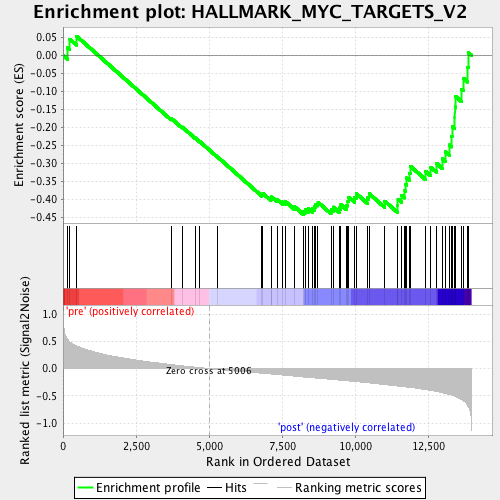 Enrichment plot: HALLMARK_MYC_TARGETS_V2
Enrichment score (ES)
0.05
0.00
-0.05
-0.10
-0.15
-0.20
-0.25
-0.30
-0.35
-0.40
-0.45
'pre' (positively correlated)
Ranked list metric (Signal2Noise)
1.0
0.5
0.0
-0.5
-1.0
Zero cross at 5006
'post' (negatively correlated)
0 2,500 5,000 7,500 10,000 12,500
Rank in Ordered Dataset
Enrichment profile Hits Ranking metric scores